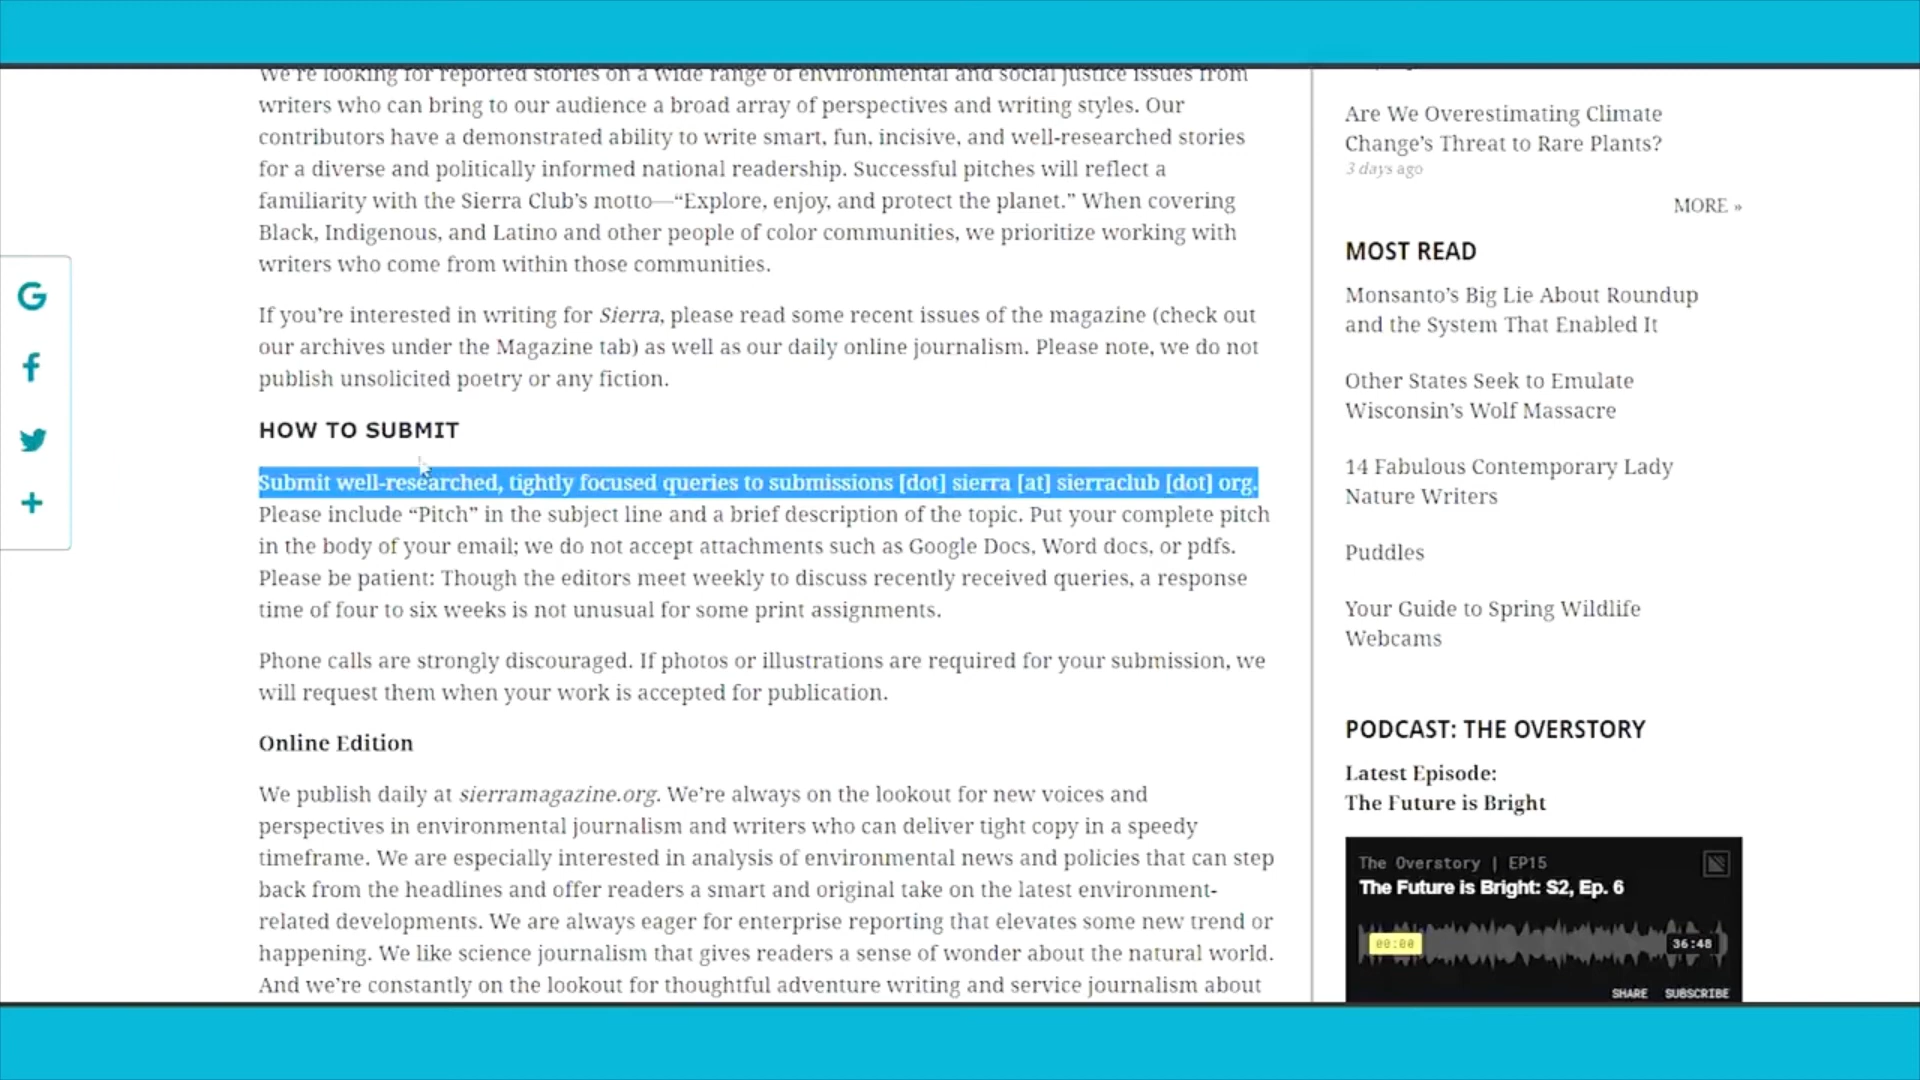 We're looking for reported stories on a wide range of environmental and social justice issues from
writers who can bring to our audience a broad array of perspectives and writing styles. Our
contributors have a demonstrated ability to write smart, fun, incisive, and well-researched stories
for a diverse and politically informed national readership. Successful pitches will reflect a
familiarity with the Sierra Club's motto—“Explore, enjoy, and protect the planet.” When covering
Black, Indigenous, and Latino and other people of color communities, we prioritize working with
writers who come from within those communities.
If you're interested in writing for Sierra, please read some recent issues of the magazine (check out
our archives under the Magazine tab) as well as our daily online journalism. Please note, we do not
publish unsolicited poetry or any fiction.
HOW TO SUBMIT
Submit well-researched, tightly focused queries to submissions [dot] sierra [at] sierraclub [dot] org.
Please include “Pitch” in the subject line and a brief description of the topic. Put your complete pitch
in the body of your email; we do not accept attachments such as Google Docs, Word docs, or pdfs.
Please be patient: Though the editors meet weekly to discuss recently received queries, a response
time of four to six weeks is not unusual for some print assignments.
Phone calls are strongly discouraged. If photos or illustrations are required for your submission, we
will request them when your work is accepted for publication.
Online Edition
We publish daily at sierramagazine.org. We're always on the lookout for new voices and
perspectives in environmental journalism and writers who can deliver tight copy in a speedy
timeframe. We are especially interested in analysis of environmental news and policies that can step
back from the headlines and offer readers a smart and original take on the latest environment-
related developments. We are always eager for enterprise reporting that elevates some new trend or
happening. We like science journalism that gives readers a sense of wonder about the natural world.
And we're constantly on the lookout for thoughtful adventure writing and service journalism about
Are We Overestimating Climate
Change's Threat to Rare Plants?
3 days ago
MORE »
MOST READ
Monsanto's Big Lie About Roundup
and the System That Enabled It
Other States Seek to Emulate
Wisconsin's Wolf Massacre
14 Fabulous Contemporary Lady
Nature Writers
Puddles
Your Guide to Spring Wildlife
Webcams
PODCAST: THE OVERSTORY
Latest Episode:
The Future is Bright
The Overstory | EP15
The Future is Bright: S2, Ep. 6
00:00
36:48
SHARE SUBSCRIBE